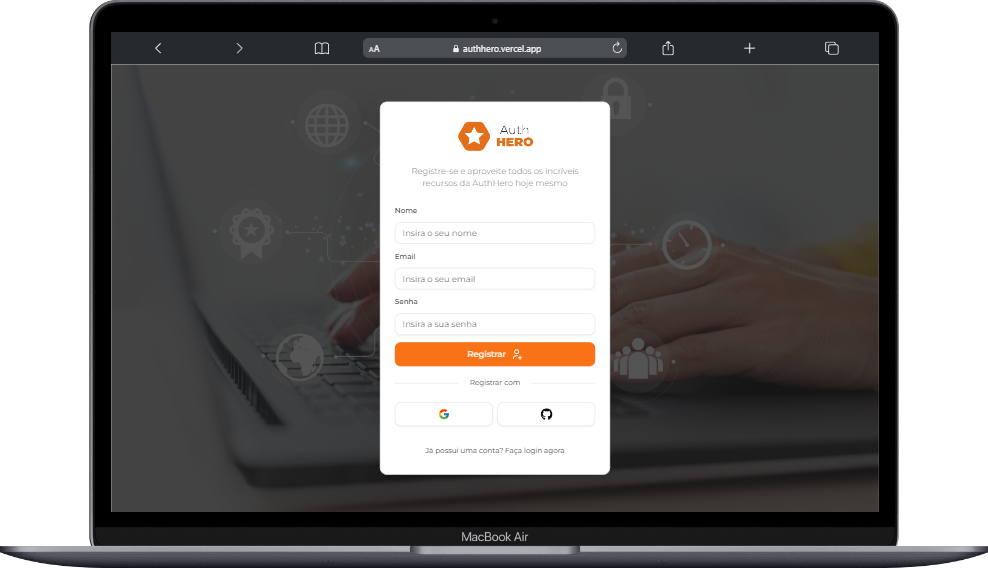 AA
authhero.vercel.app
Auth
HERO
Registre-se e aproveite todos os incríveis
recursos da AuthHero hoje mesmo
Nome
Insira o seu nome
Email
Insira o seu email
Senha
Insira a sua senha
Registrar
Registrar com
Já possui uma conta? Faça login agora
MacBook Air